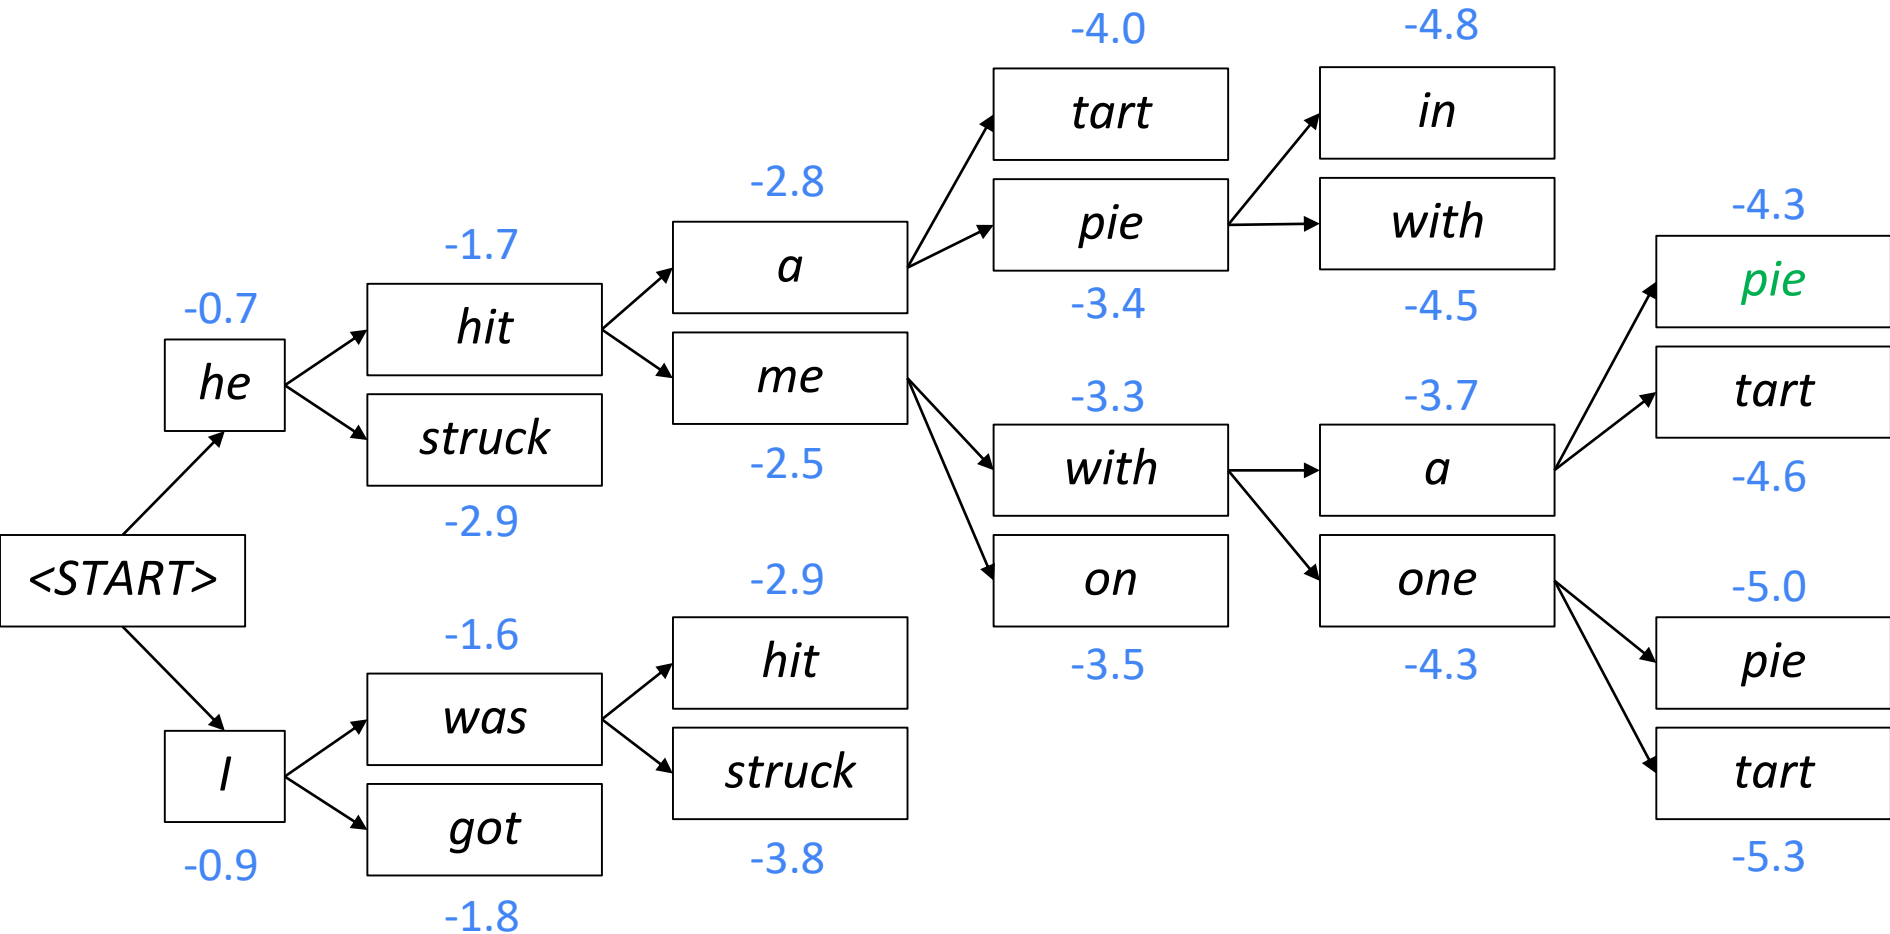 <START>
-0.7
he
I
-0.9
-1.7
hit
struck
-2.9
-1.6
was
got
-1.8
-2.8
a
me
-2.5
-2.9
hit
struck
-3.8
-4.0
tart
pie
-3.4
-3.3
with
on
-3.5
-4.8
in
with
-4.5
-3.7
a
one
-4.3
-4.3
pie
tart
-4.6
-5.0
pie
tart
-5.3